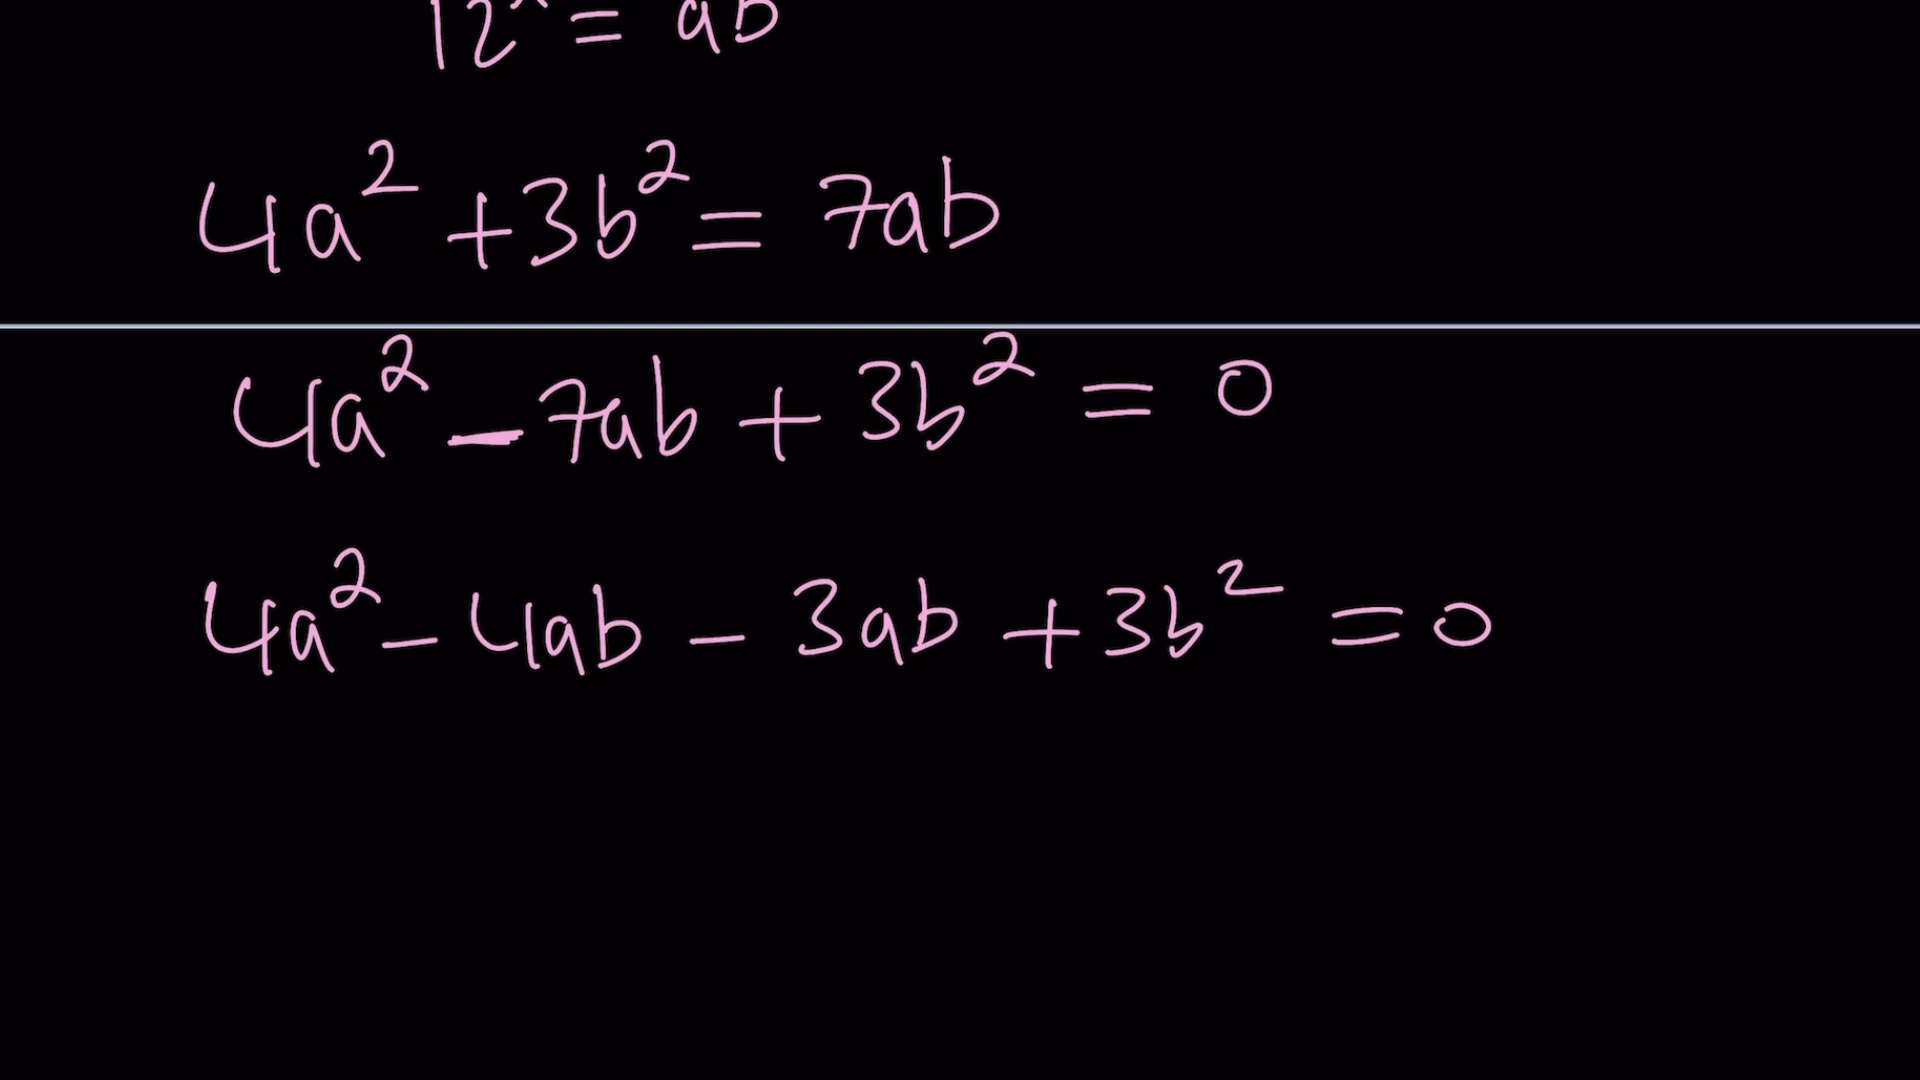 12ˣ = ab
4a² + 3b² = 7ab
4a² - 7ab + 3b² = 0
4a² - 4ab - 3ab + 3b² = 0